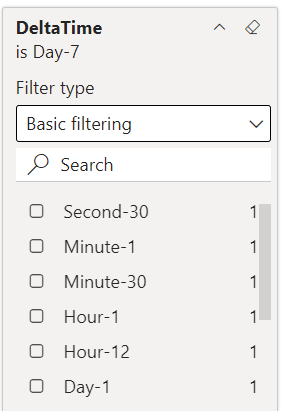 DeltaTime
is Day-7
Filter type
Basic filtering
Search
Second-30 1
Minute-1 1
Minute-30 1
Hour-1 1
Hour-12 1
Day-1 1